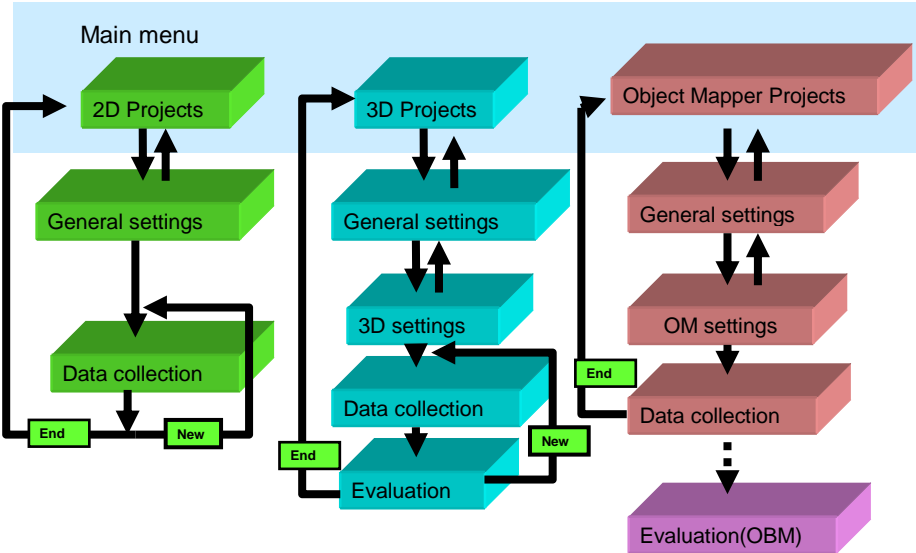 Main menu
2D Projects
General settings
Data collection
End
New
3D Projects
General settings
3D settings
Data collection
Evaluation
End
New
Object Mapper Projects
General settings
OM settings
End
Data collection
Evaluation(OBM)